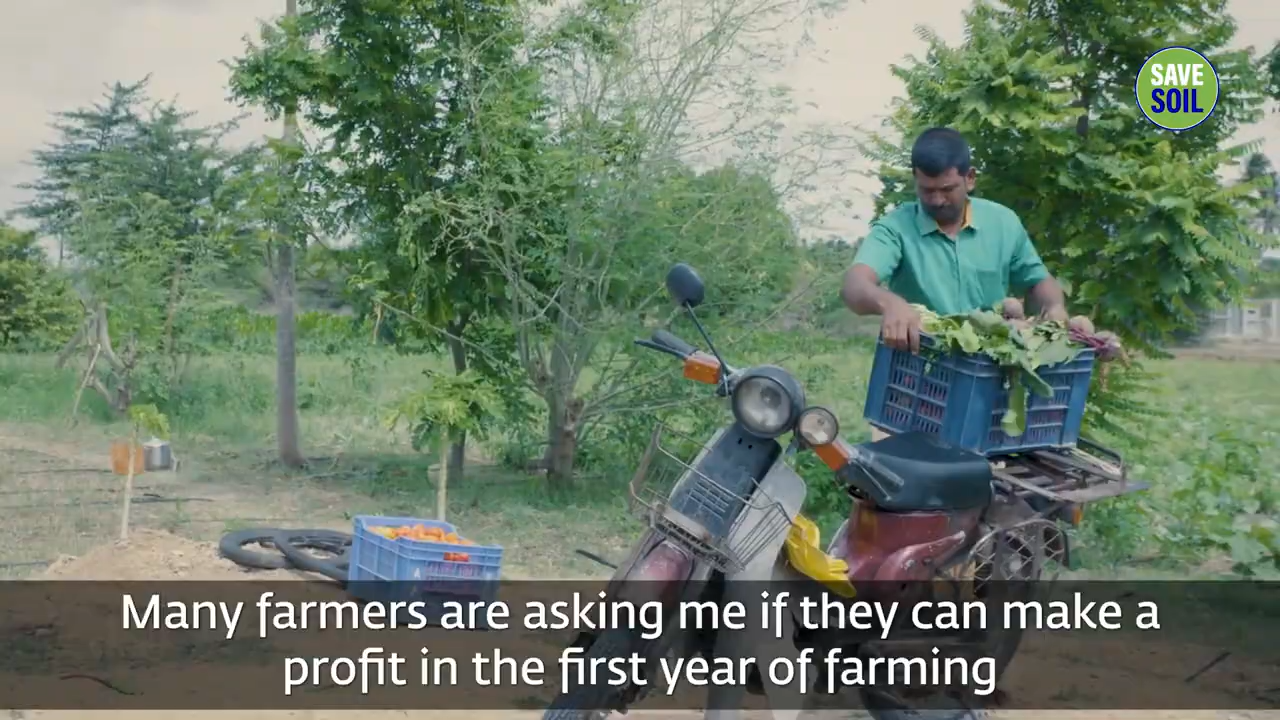 SAVE
SOIL
Many farmers are asking me if they can make a
profit in the first year of farming